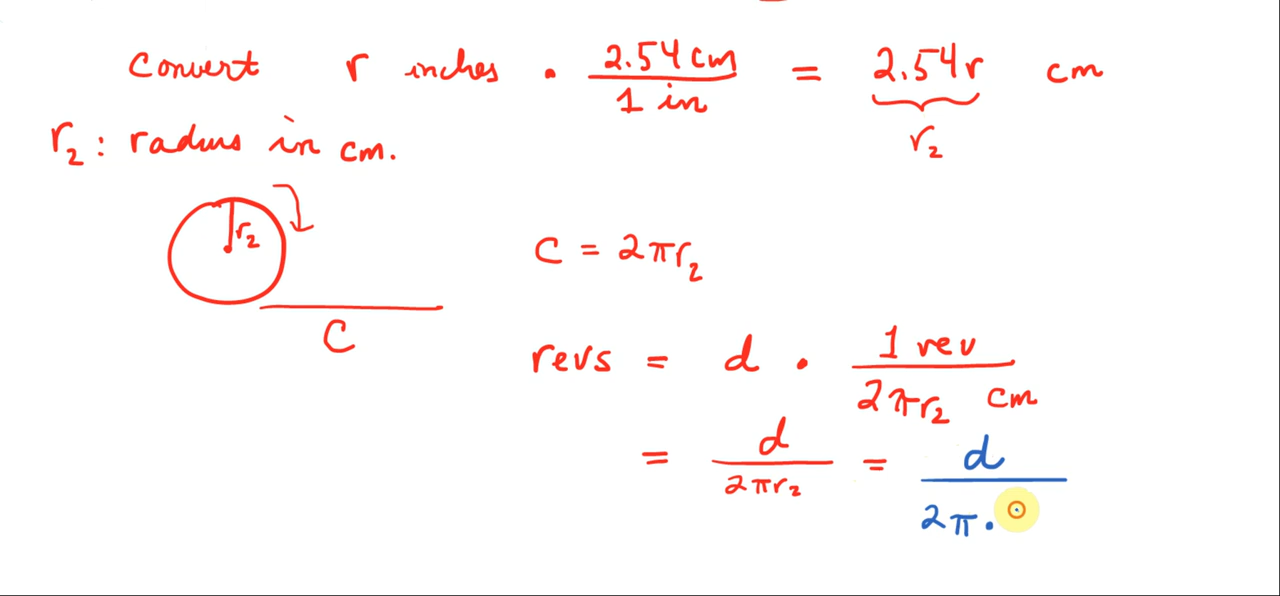 Convert r inches · 2.54 cm / 1 in = 2.54r cm
r₂
r₂ : radius in cm.
r₂
C = 2πr₂
C
revs = d · 1 rev / 2πr₂ cm
= d / 2πr₂ = d / 2π ·